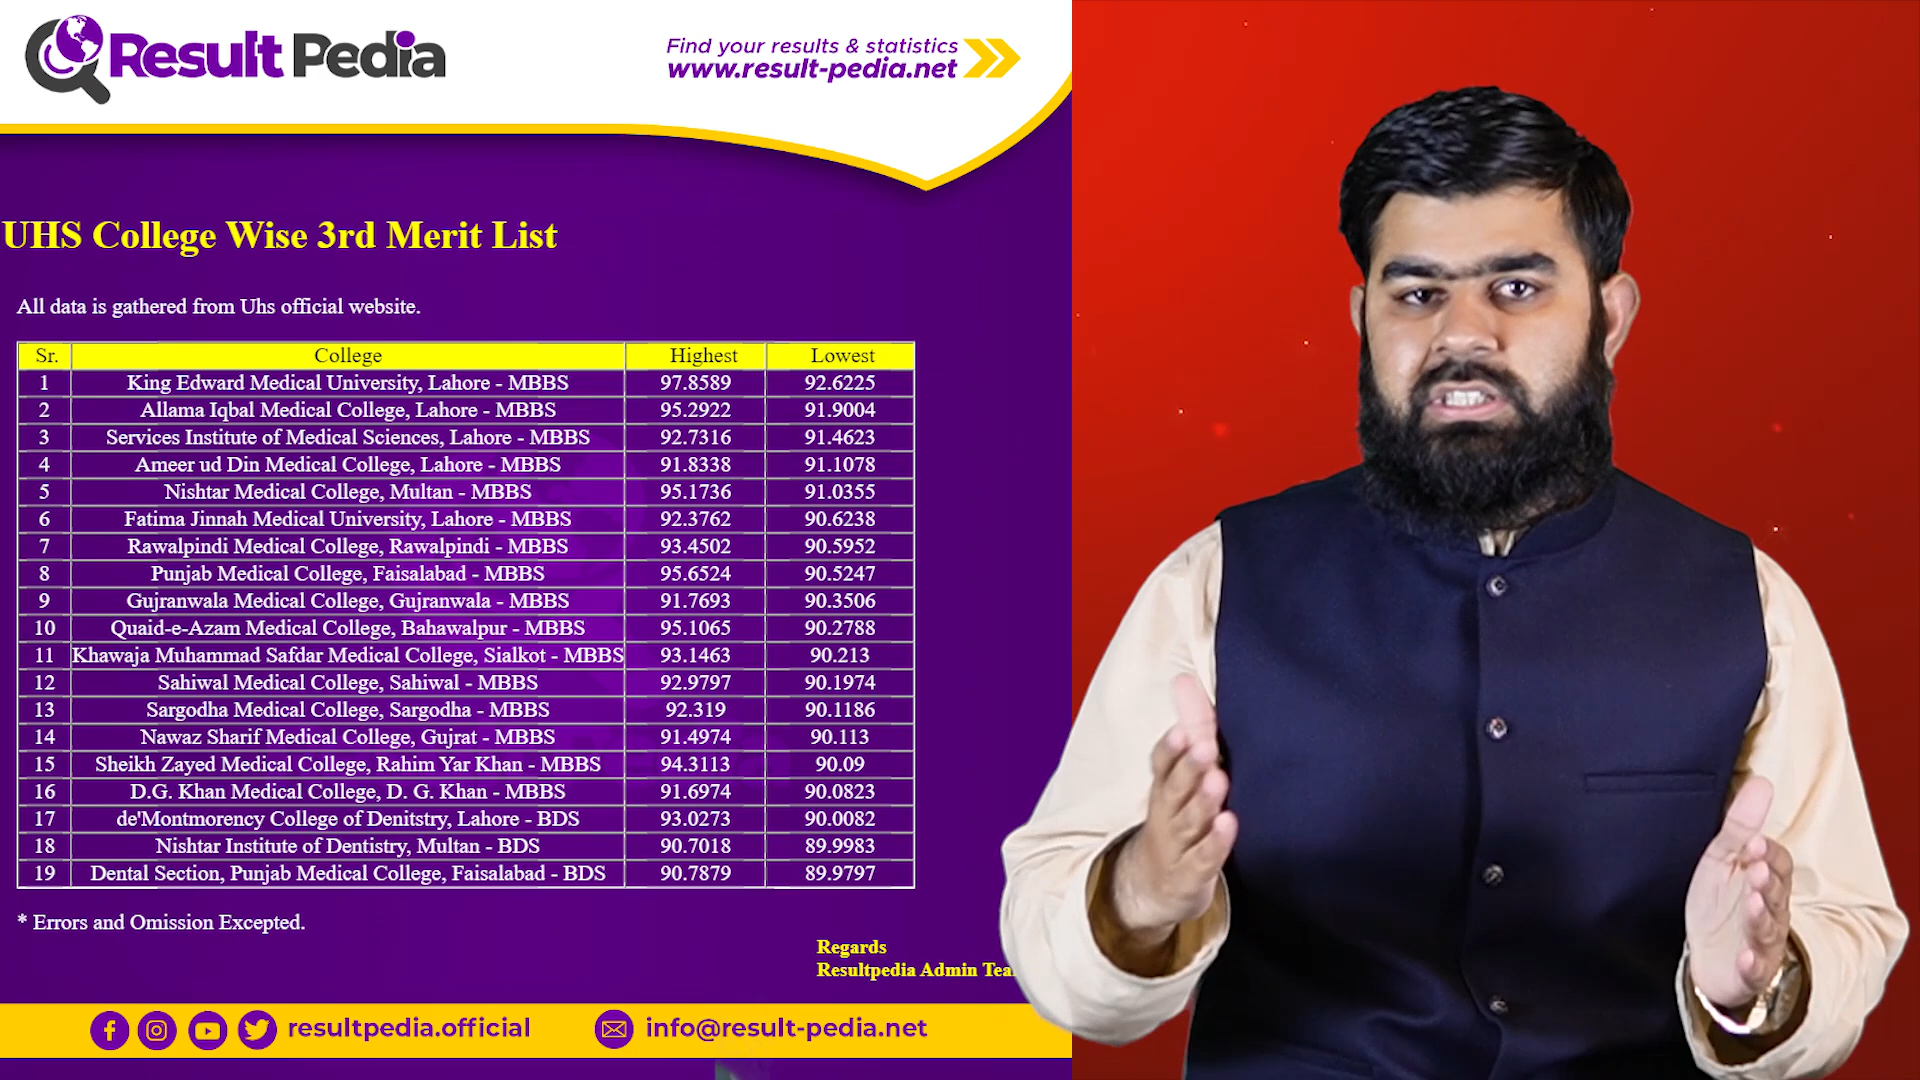 Result Pedia
Find your results & statistics
www.result-pedia.net
UHS College Wise 3rd Merit List
All data is gathered from Uhs official website.
Sr. College Highest Lowest
1 King Edward Medical University, Lahore - MBBS 97.8589 92.6225
2 Allama Iqbal Medical College, Lahore - MBBS 95.2922 91.9004
3 Services Institute of Medical Sciences, Lahore - MBBS 92.7316 91.4623
4 Ameer ud Din Medical College, Lahore - MBBS 91.8338 91.1078
5 Nishtar Medical College, Multan - MBBS 95.1736 91.0355
6 Fatima Jinnah Medical University, Lahore - MBBS 92.3762 90.6238
7 Rawalpindi Medical College, Rawalpindi - MBBS 93.4502 90.5952
8 Punjab Medical College, Faisalabad - MBBS 95.6524 90.5247
9 Gujranwala Medical College, Gujranwala - MBBS 91.7693 90.3506
10 Quaid-e-Azam Medical College, Bahawalpur - MBBS 95.1065 90.2788
11 Khawaja Muhammad Safdar Medical College, Sialkot - MBBS 93.1463 90.213
12 Sahiwal Medical College, Sahiwal - MBBS 92.9797 90.1974
13 Sargodha Medical College, Sargodha - MBBS 92.319 90.1186
14 Nawaz Sharif Medical College, Gujrat - MBBS 91.4974 90.113
15 Sheikh Zayed Medical College, Rahim Yar Khan - MBBS 94.3113 90.09
16 D.G. Khan Medical College, D. G. Khan - MBBS 91.6974 90.0823
17 de'Montmorency College of Denitstry, Lahore - BDS 93.0273 90.0082
18 Nishtar Institute of Dentistry, Multan - BDS 90.7018 89.9983
19 Dental Section, Punjab Medical College, Faisalabad - BDS 90.7879 89.9797
* Errors and Omission Excepted.
Regards
Resultpedia Admin
resultpedia.official info@result-pedia.net